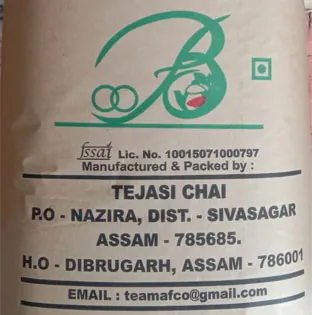 B
fssai Lic. No. 10015071000797
Manufactured & Packed by :
TEJASI CHAI
P.O - NAZIRA, DIST. - SIVASAGAR
ASSAM - 785685.
H.O - DIBRUGARH, ASSAM - 786001
EMAIL : teamafco@gmail.com